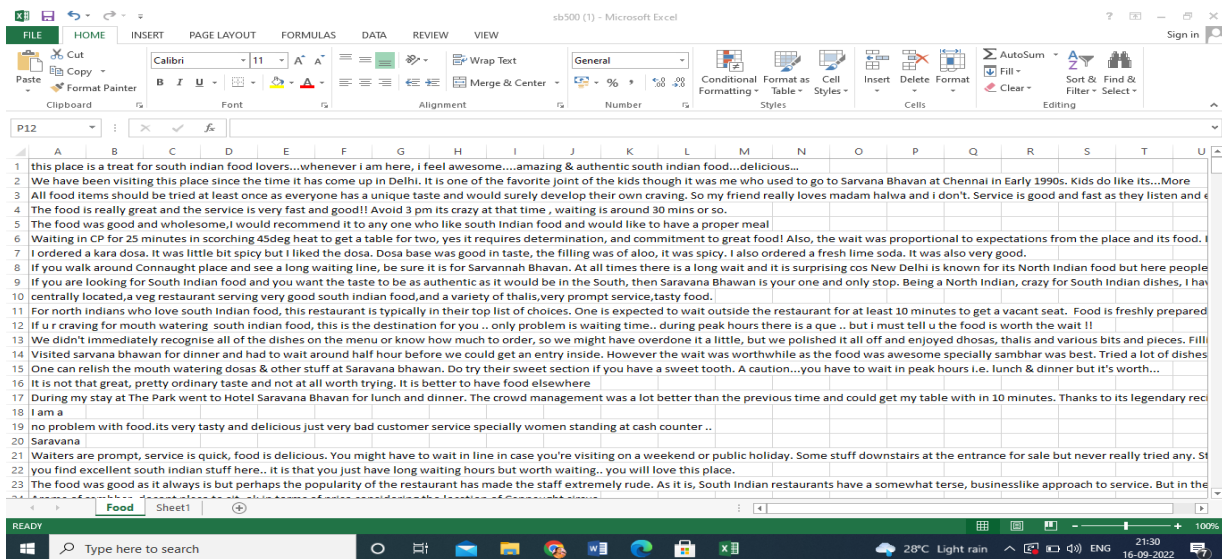 sb500 (1) - Microsoft Excel
FILE HOME INSERT PAGE LAYOUT FORMULAS DATA REVIEW VIEW Sign in
Cut
Copy
Format Painter
Paste
Calibri 11
General
Wrap Text
Merge & Center
Conditional Formatting
Format as Table
Cell Styles
Insert Delete Format
AutoSum
Fill
Clear
Sort & Filter
Find & Select
Clipboard Font Alignment Number Styles Cells Editing
P12
A B C D E F G H I J K L M N O P Q R S T U
1 this place is a treat for south indian food lovers...whenever i am here, i feel awesome....amazing & authentic south indian food...delicious...
2 We have been visiting this place since the time it has come up in Delhi. It is one of the favorite joint of the kids though it was me who used to go to Sarvana Bhavan at Chennai in Early 1990s. Kids do like its...More
3 All food items should be tried at least once as everyone has a unique taste and would surely develop their own craving. So my friend really loves madam halwa and i don't. Service is good and fast as they listen and
4 The food is really great and the service is very fast and good!! Avoid 3 pm its crazy at that time , waiting is around 30 mins or so.
5 The food was good and wholesome,I would recommend it to any one who like south Indian food and would like to have a proper meal
6 Waiting in CP for 25 minutes in scorching 45deg heat to get a table for two, yes it requires determination, and commitment to great food! Also, the wait was proportional to expectations from the place and its food.
7 I ordered a kara dosa. It was little bit spicy but I liked the dosa. Dosa base was good in taste, the filling was of aloo, it was spicy. I also ordered a fresh lime soda. It was also very good.
8 If you walk around Connaught place and see a long waiting line, be sure it is for Sarvannah Bhavan. At all times there is a long wait and it is surprising cos New Delhi is known for its North Indian food but here people
9 If you are looking for South Indian food and you want the taste to be as authentic as it would be in the South, then Saravana Bhawan is your one and only stop. Being a North Indian, crazy for South Indian dishes, I hav
10 centrally located,a veg restaurant serving very good south indian food,and a variety of thalis,very prompt service,tasty food.
11 For north indians who love south Indian food, this restaurant is typically in their top list of choices. One is expected to wait outside the restaurant for at least 10 minutes to get a vacant seat. Food is freshly prepared
12 If u r craving for mouth watering south indian food, this is the destination for you .. only problem is waiting time.. during peak hours there is a que .. but i must tell u the food is worth the wait !!
13 We didn't immediately recognise all of the dishes on the menu or know how much to order, so we might have overdone it a little, but we polished it all off and enjoyed dhosas, thalis and various bits and pieces. Filli
14 Visited sarvana bhawan for dinner and had to wait around half hour before we could get an entry inside. However the wait was worthwhile as the food was awesome specially sambhar was best. Tried a lot of dishes
15 One can relish the mouth watering dosas & other stuff at Saravana bhawan. Do try their sweet section if you have a sweet tooth. A caution...you have to wait in peak hours i.e. lunch & dinner but it's worth...
16 It is not that great, pretty ordinary taste and not at all worth trying. It is better to have food elsewhere
17 During my stay at The Park went to Hotel Saravana Bhavan for lunch and dinner. The crowd management was a lot better than the previous time and could get my table with in 10 minutes. Thanks to its legendary reci
18 I am a
19 no problem with food.its very tasty and delicious just very bad customer service specially women standing at cash counter ..
20 Saravana
21 Waiters are prompt, service is quick, food is delicious. You might have to wait in line in case you're visiting on a weekend or public holiday. Some stuff downstairs at the entrance for sale but never really tried any. St
22 you find excellent south indian stuff here.. it is that you just have long waiting hours but worth waiting.. you will love this place.
23 The food was good as it always is but perhaps the popularity of the restaurant has made the staff extremely rude. As it is, South Indian restaurants have a somewhat terse, businesslike approach to service. But in the
Food Sheet1
READY 100%
Type here to search 28°C Light rain ENG 21:30
16-09-2022